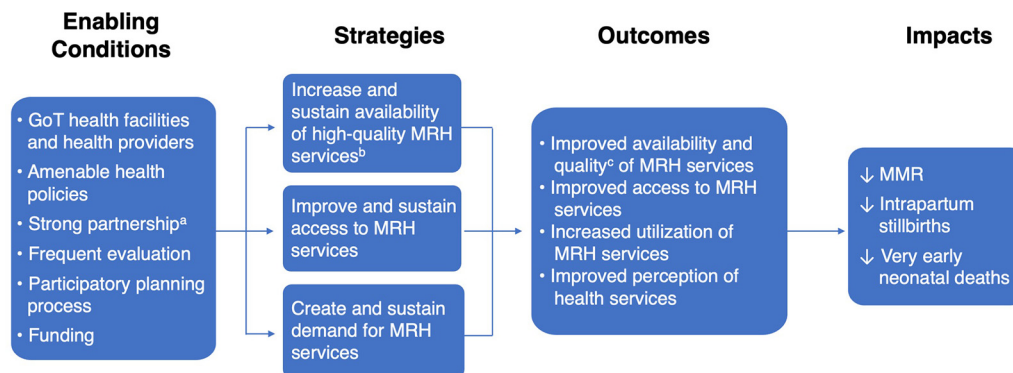 Enabling
Conditions
Strategies
Outcomes
Impacts
• GoT health facilities
and health providers
• Amenable health
policies
• Strong partnershipᵃ
• Frequent evaluation
• Participatory planning
process
• Funding
Increase and
sustain availability
of high-quality MRH
servicesᵇ
Improve and sustain
access to MRH
services
Create and sustain
demand for MRH
services
• Improved availability and
qualityᶜ of MRH services
• Improved access to MRH
services
• Increased utilization of
MRH services
• Improved perception of
health services
↓ MMR
↓ Intrapartum
stillbirths
↓ Very early
neonatal deaths